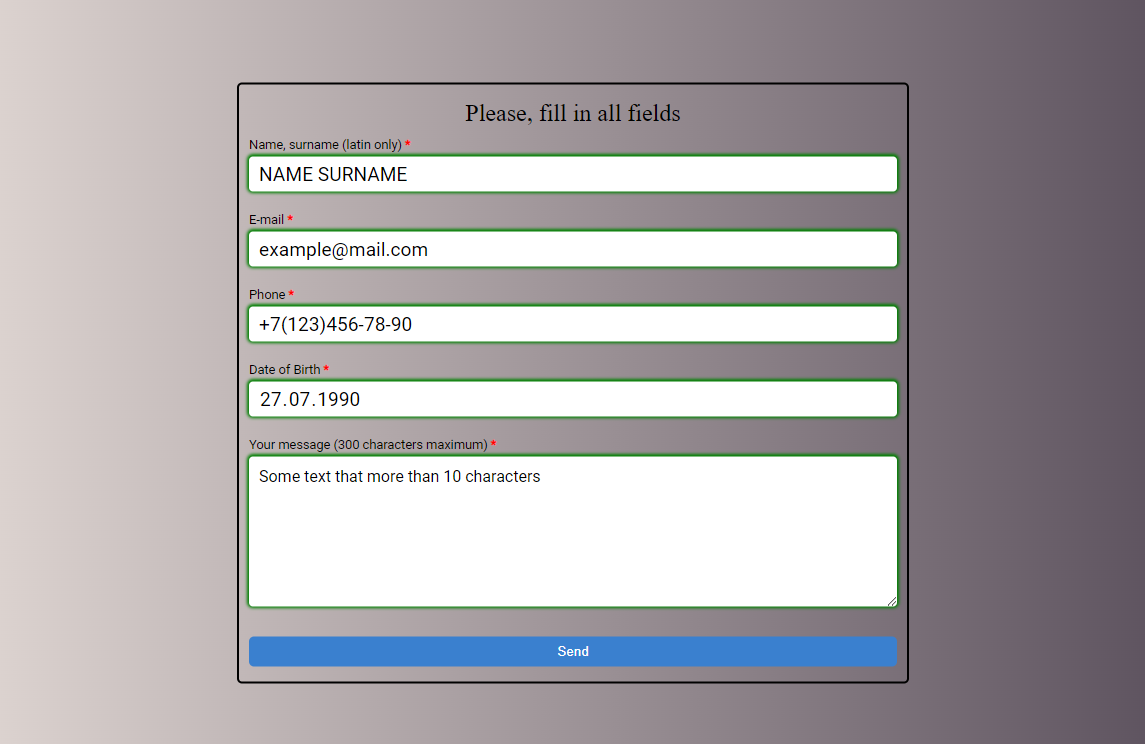 Please, fill in all fields
Name, surname (latin only) *
NAME SURNAME
E-mail *
example@mail.com
Phone *
+7(123)456-78-90
Date of Birth *
27.07.1990
Your message (300 characters maximum) *
Some text that more than 10 characters
Send